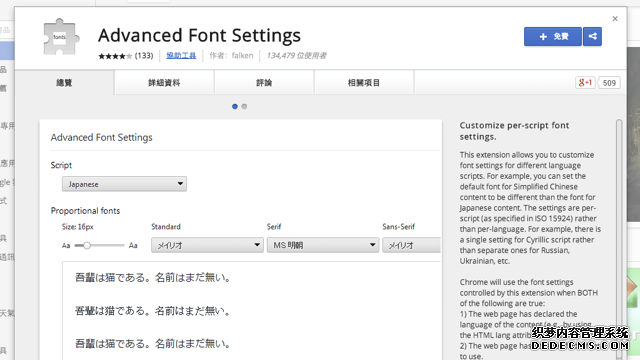 fonts
Advanced Font Settings
(133) 協助工具 作者: falken 134,479 位使用者
+ 免費
總覽 詳細資料 評論 相關項目
g+1 509
Advanced Font Settings
Script
Japanese
Proportional fonts
Size: 16px Standard Serif Sans-Serif
Aa Aa メイリオ MS 明朝 メイリオ
吾輩は猫である。名前はまだ無い。
吾輩は猫である。名前はまだ無い。
吾輩は猫である。名前はまだ無い。
Customize per-script font
settings.
This extension allows you to customize
font settings for different language
scripts. For example, you can set the
default font for Simplified Chinese
content to be different than the font for
Japanese content. The settings are per-
script (as specified in ISO 15924) rather
than per-language. For example, there is
a single setting for Cyrillic script rather
than separate ones for Russian,
Ukrainian, etc.
Chrome will use the font settings
controlled by this extension when BOTH
of the following are true:
1) The web page has declared the
language of the content (e.g., by using
the HTML lang
2) The web page has
to use.
织梦内容管理系统
DEDECMS.COM